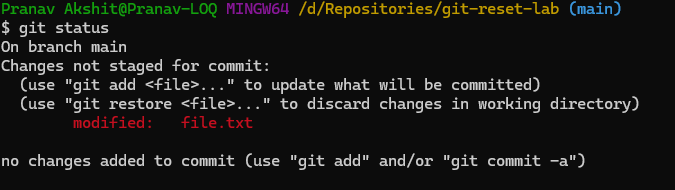 Pranav Akshit@Pranav-LOQ MINGW64 /d/Repositories/git-reset-lab (main)
$ git status
On branch main
Changes not staged for commit:
  (use "git add <file>..." to update what will be committed)
  (use "git restore <file>..." to discard changes in working directory)
        modified:   file.txt

no changes added to commit (use "git add" and/or "git commit -a")